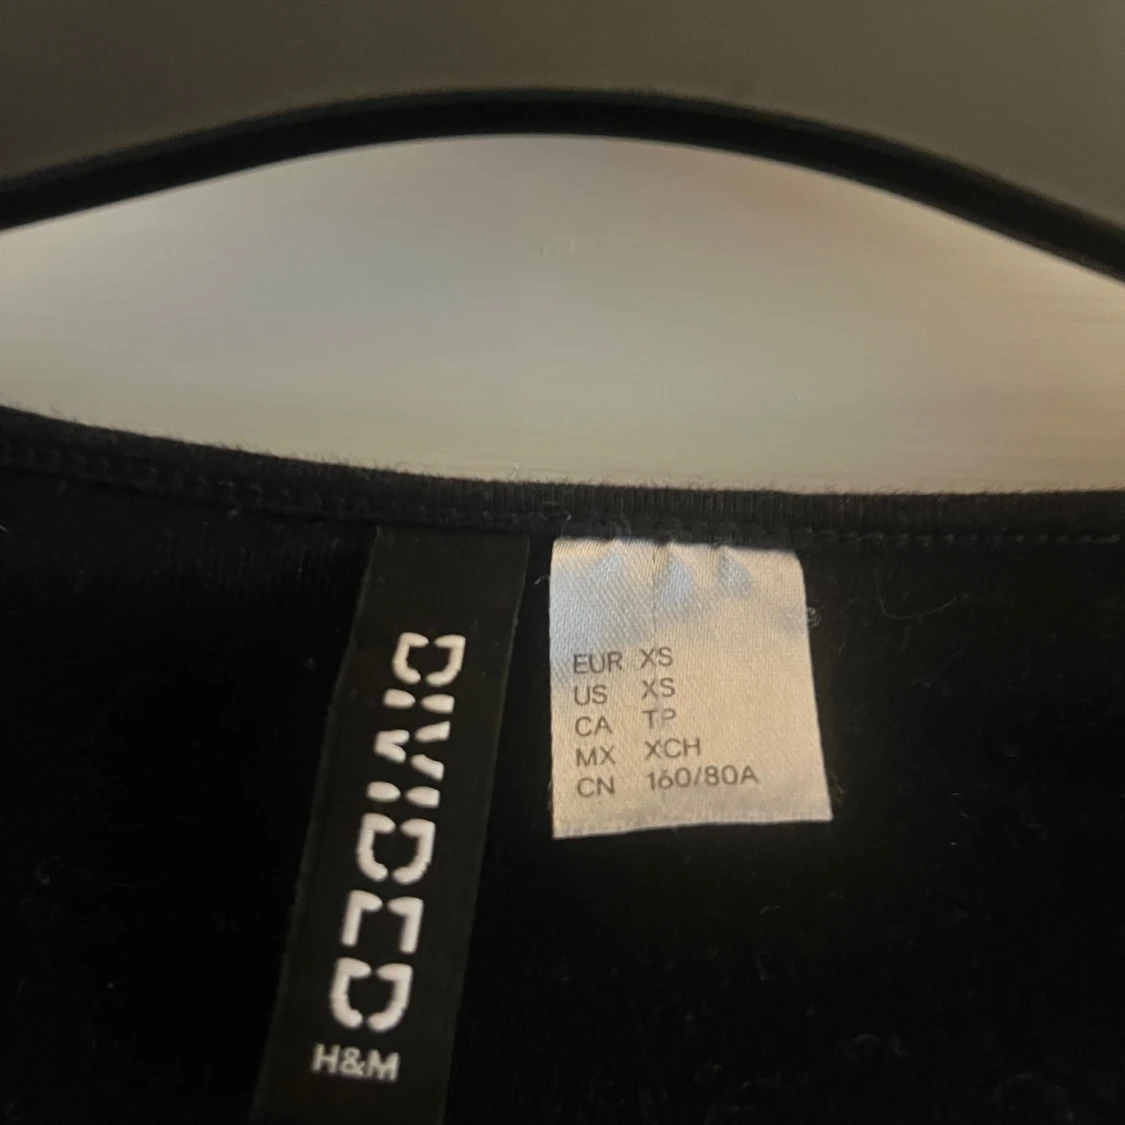 DIVIDED
H&M
EUR XS
US XS
CA TP
MX XCH
CN 160/80A